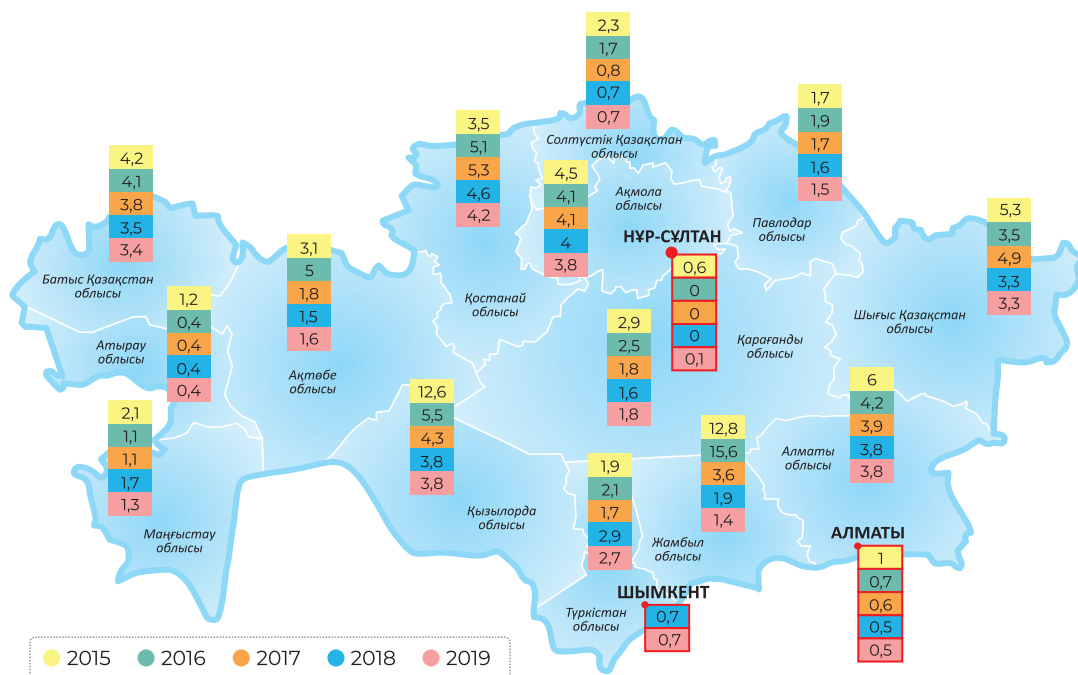 2,3
1,7
0,8
0,7
0,7
Солтүстік Қазақстан
облысы
1,7
1,9
1,7
1,6
1,5
Павлодар
облысы
3,5
5,1
5,3
4,6
4,2
Қостанай
облысы
4,5
4,1
4,1
4
3,8
Ақмола
облысы
НҰР-СҰЛТАН
0,6
0
0
0
0,1
4,2
4,1
3,8
3,5
3,4
Батыс Қазақстан
облысы
5,3
3,5
4,9
3,3
3,3
Шығыс Қазақстан
облысы
3,1
5
1,8
1,5
1,6
Ақтөбе
облысы
1,2
0,4
0,4
0,4
0,4
Атырау
облысы
2,9
2,5
1,8
1,6
1,8
Қарағанды
облысы
2,1
1,1
1,1
1,7
1,3
Маңғыстау
облысы
12,6
5,5
4,3
3,8
3,8
Қызылорда
облысы
6
4,2
3,9
3,8
3,8
Алматы
облысы
12,8
15,6
3,6
1,9
1,4
Жамбыл
облысы
1,9
2,1
1,7
2,9
2,7
Түркістан
облысы
ШЫМКЕНТ
0,7
0,7
АЛМАТЫ
1
0,7
0,6
0,5
0,5
2015 2016 2017 2018 2019